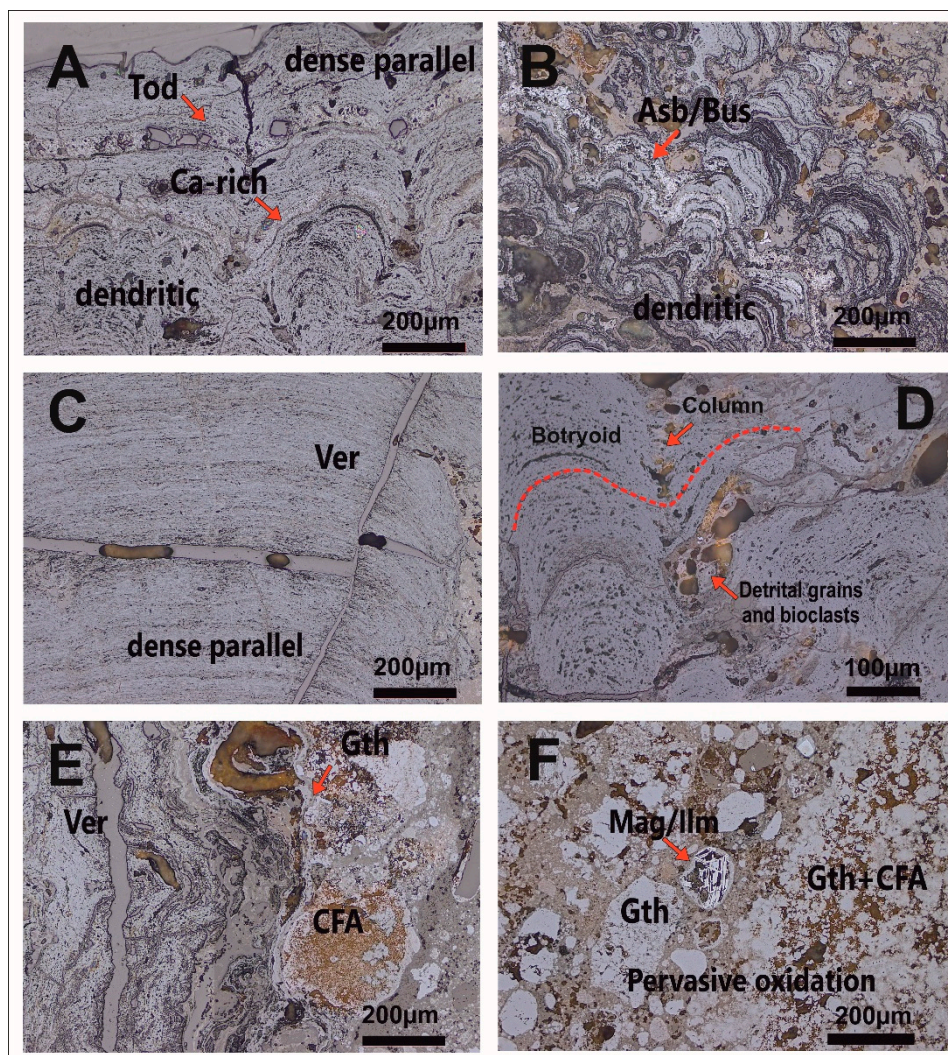 A
dense parallel
Tod
Ca-rich
dendritic
200µm
B
Asb/Bus
dendritic
200µm
C
Ver
dense parallel
200µm
D
Column
Botryoid
Detrital grains
and bioclasts
100µm
E
Gth
Ver
CFA
200µm
F
Mag/Ilm
Gth+CFA
Gth
Pervasive oxidation
200µm